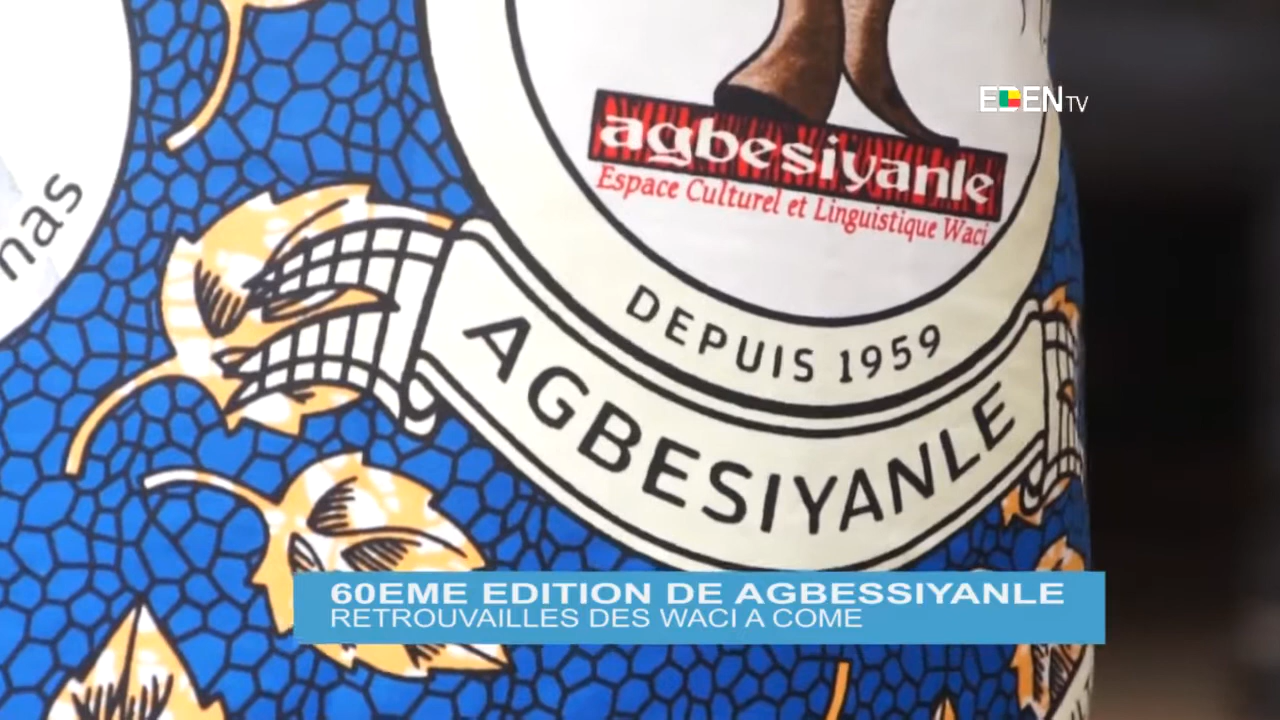 EDEN TV
nas
agbesiyanle
Espace Culturel et Linguistique Waci
DEPUIS 1959
AGBESIYANLE
60EME EDITION DE AGBESSIYANLE
RETROUVAILLES DES WACI A COME